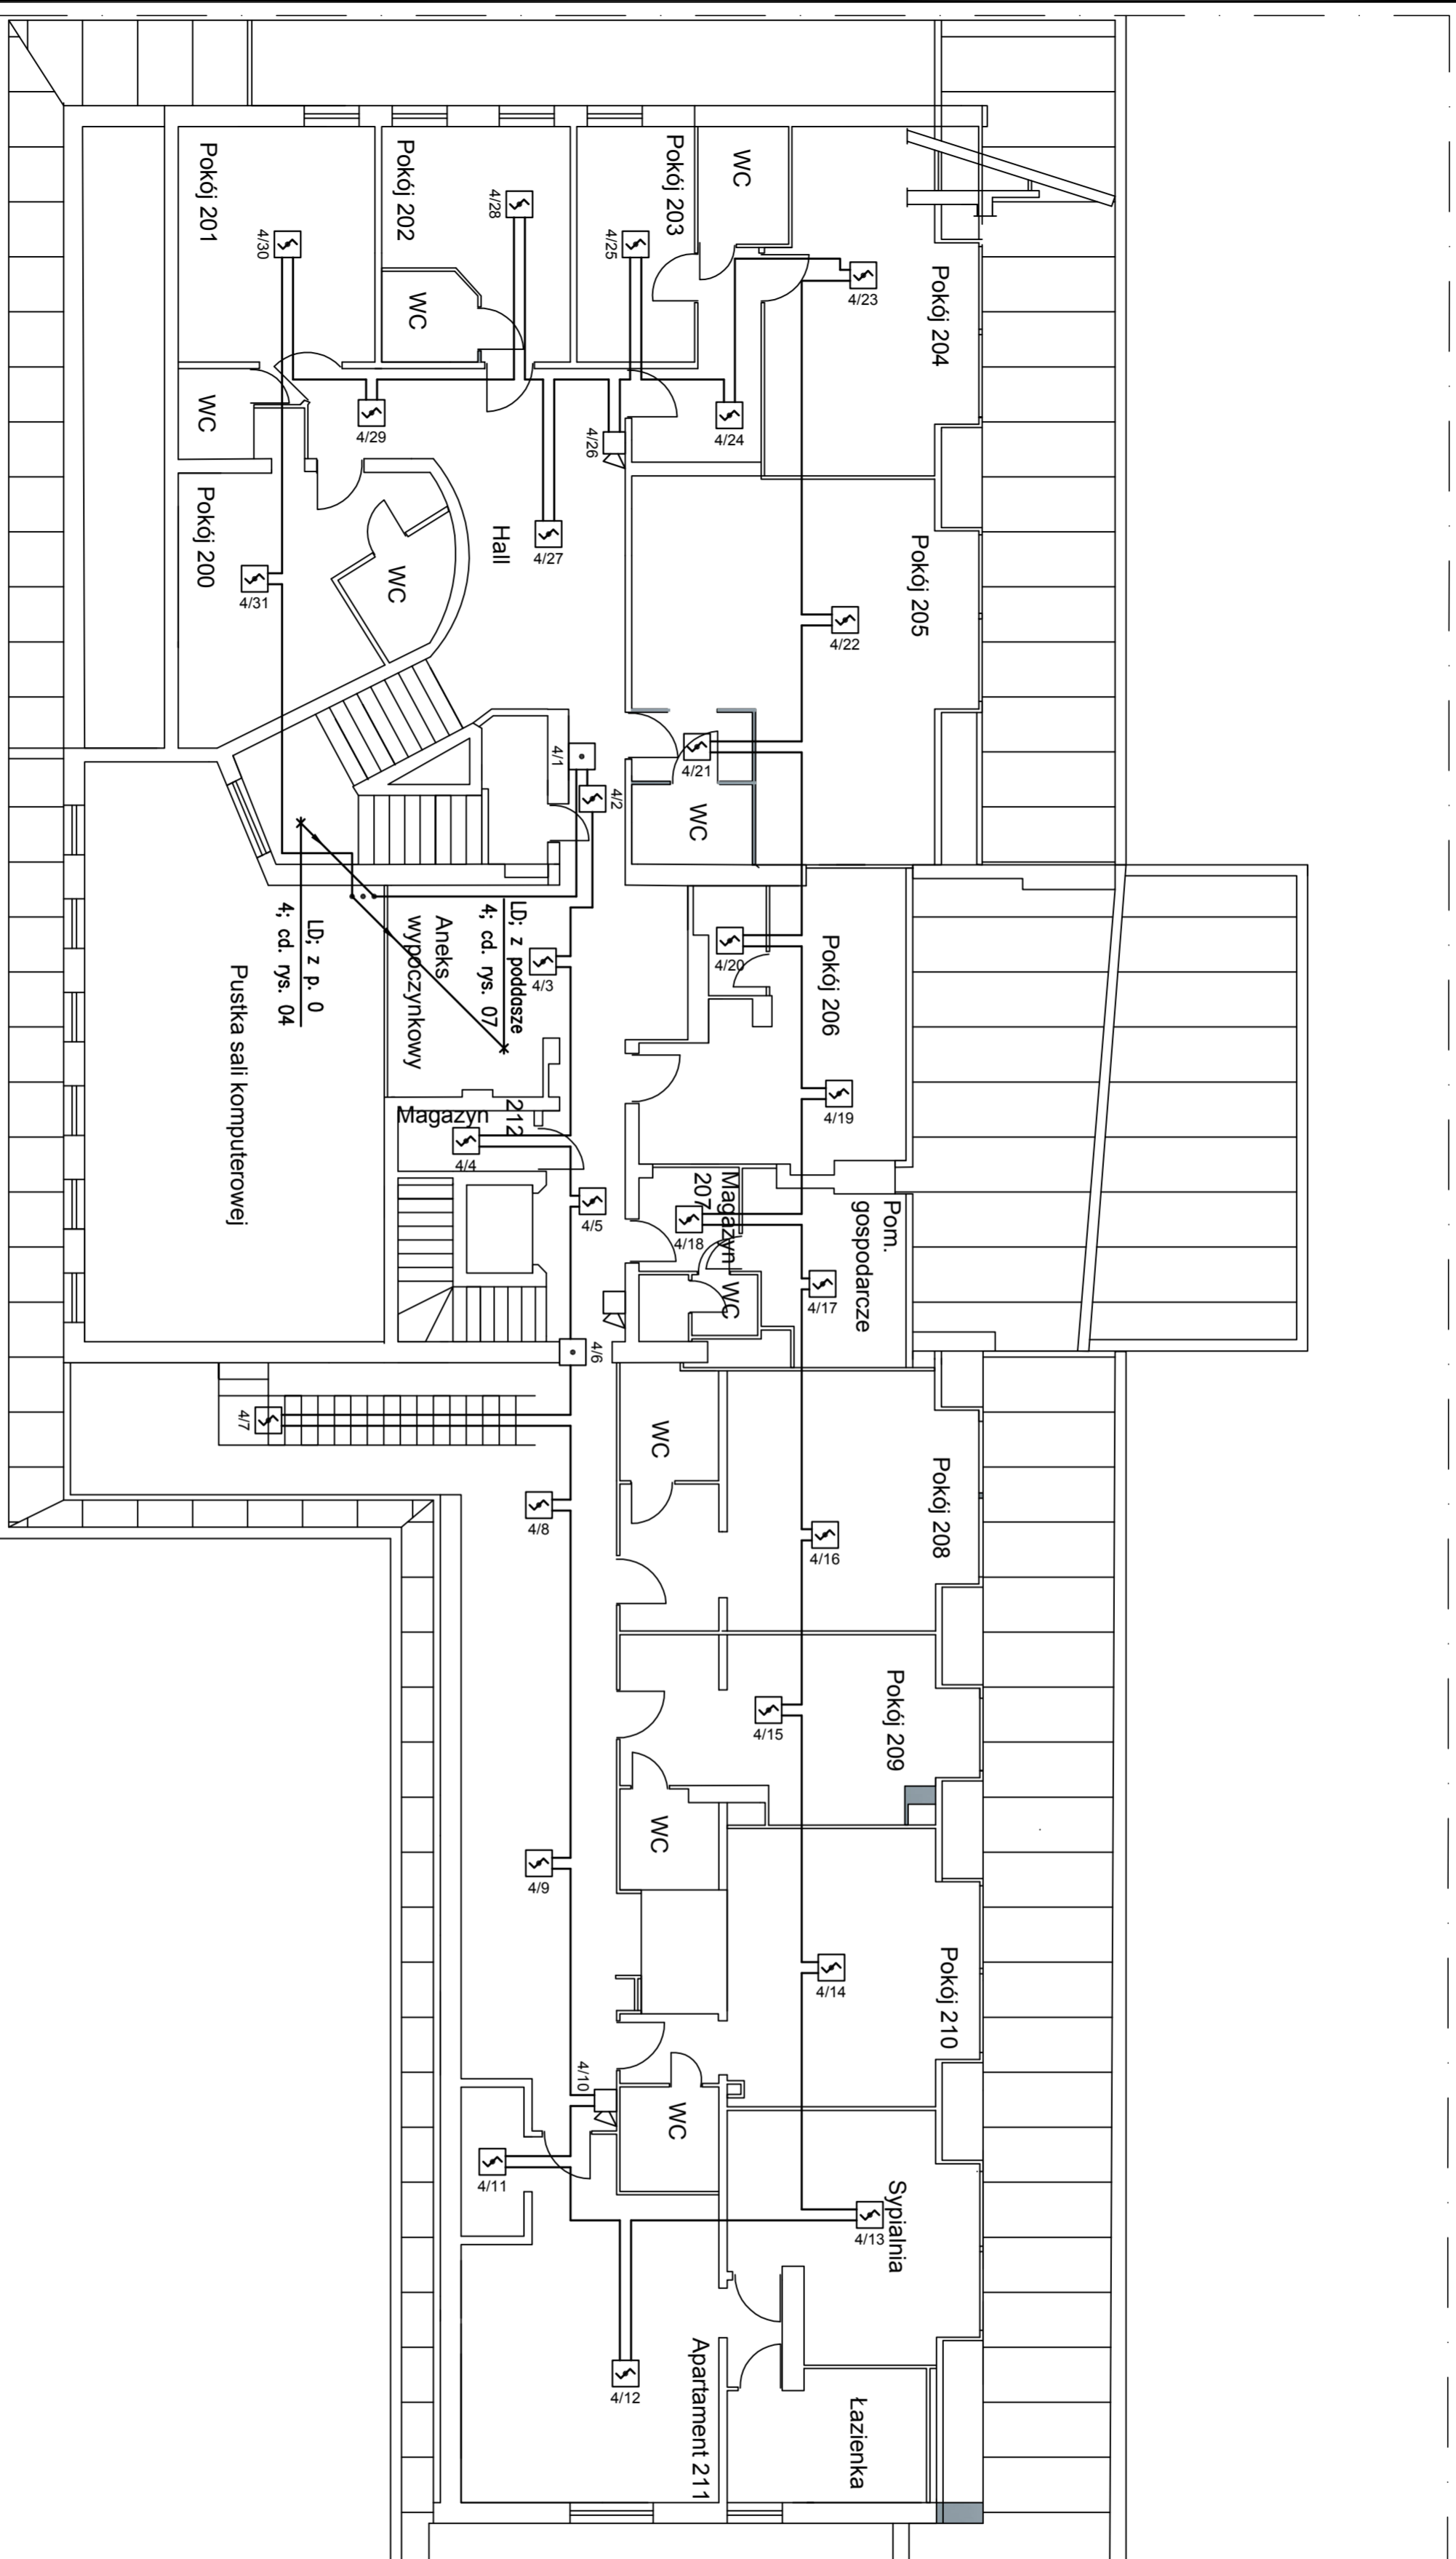 Pokój 201
Pokój 202
Pokój 203
WC
Pokój 204
4/28
4/30
4/25
4/23
WC
WC
4/29
4/26
4/24
Pokój 200
Hall
4/27
Pokój 205
WC
4/31
4/22
4/1
4/2
4/21
WC
LD; z p. 0
4; cd. rys. 04
LD; z poddasze
4; cd. rys. 07
Aneks
wypoczynkowy
4/3
4/20
Pokój 206
Pustka sali komputerowej
4/19
Magazyn
212
4/4
4/5
Magazyn
207
4/18
Pom.
gospodarcze
4/17
WC
4/6
4/7
WC
Pokój 208
4/8
4/16
Pokój 209
4/15
WC
4/9
Pokój 210
4/14
4/10
WC
4/11
Sypialnia
4/13
4/12
Apartament 211
Łazienka